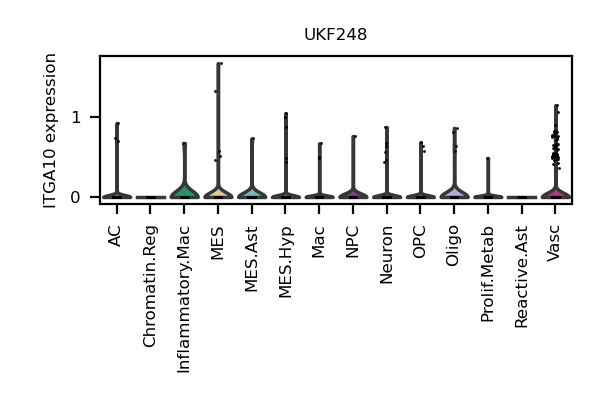 UKF248
ITGA10 expression
1
0
AC
Chromatin.Reg
Inflammatory.Mac
MES
MES.Ast
MES.Hyp
Mac
NPC
Neuron
OPC
Oligo
Prolif.Metab
Reactive.Ast
Vasc